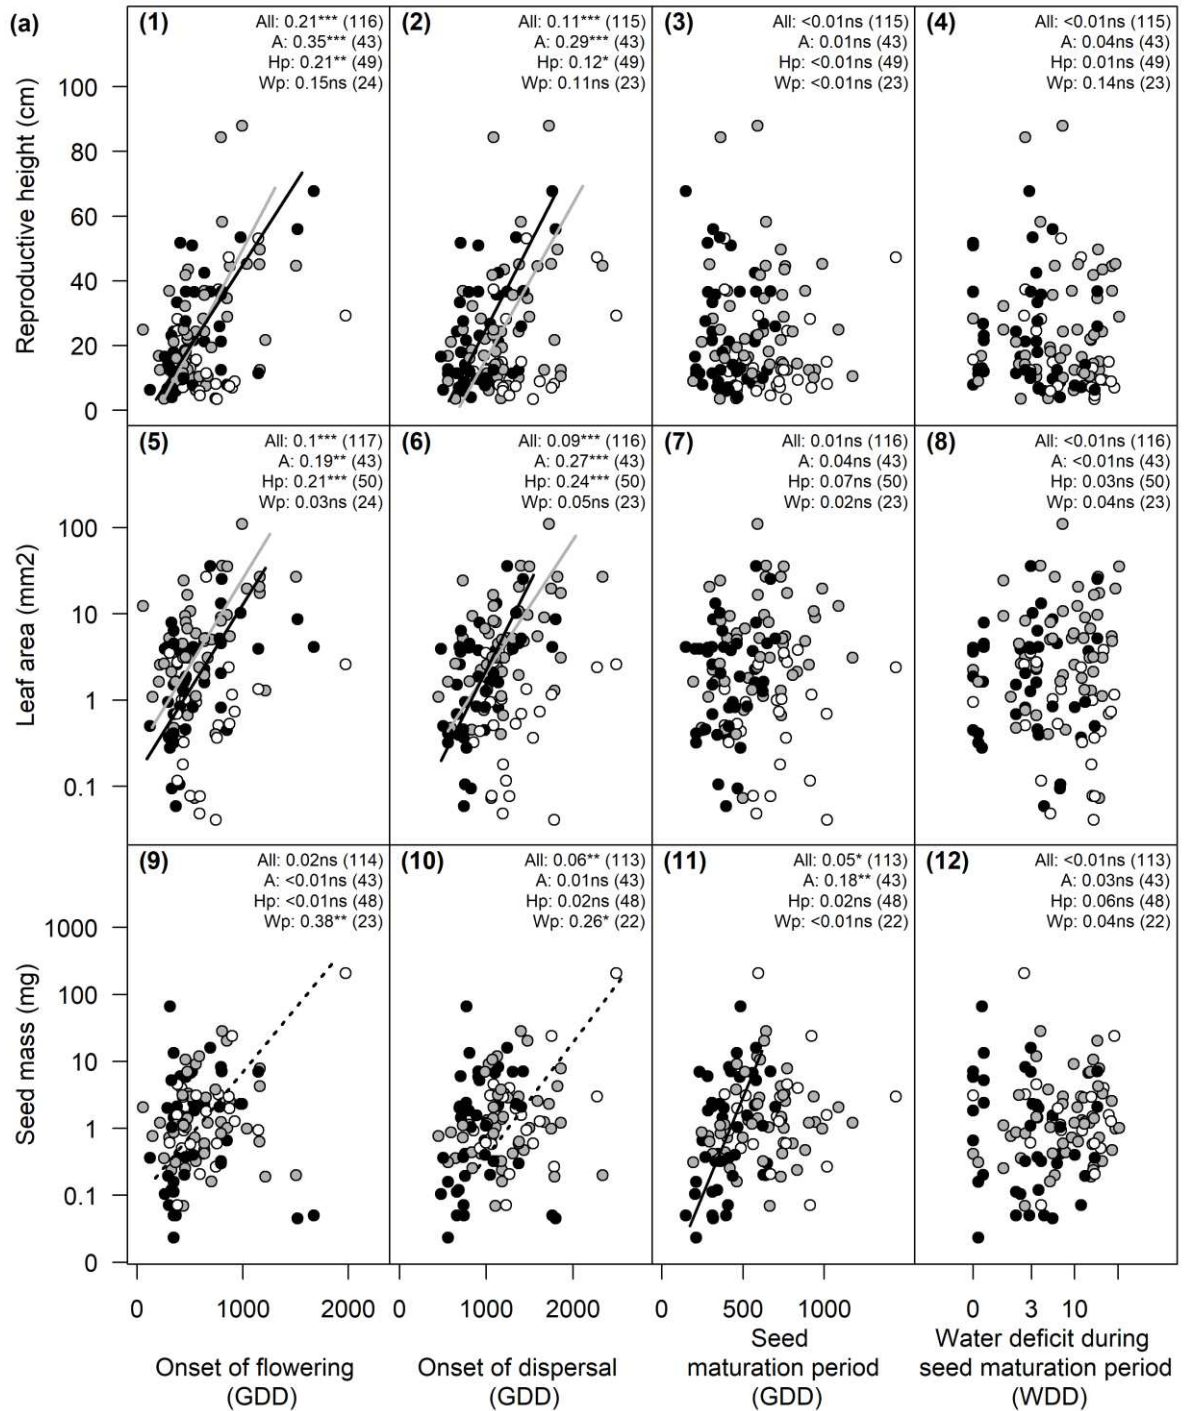 (a)
(1)
All: 0.21*** (116)
A: 0.35*** (43)
Hp: 0.21** (49)
Wp: 0.15ns (24)
(2)
All: 0.11*** (115)
A: 0.29*** (43)
Hp: 0.12* (49)
Wp: 0.11ns (23)
(3)
All: <0.01ns (115)
A: 0.01ns (43)
Hp: <0.01ns (49)
Wp: <0.01ns (23)
(4)
All: <0.01ns (115)
A: 0.04ns (43)
Hp: 0.01ns (49)
Wp: 0.14ns (23)
Reproductive height (cm)
100
80
60
40
20
0
(5)
All: 0.1*** (117)
A: 0.19** (43)
Hp: 0.21*** (50)
Wp: 0.03ns (24)
(6)
All: 0.09*** (116)
A: 0.27*** (43)
Hp: 0.24*** (50)
Wp: 0.05ns (23)
(7)
All: 0.01ns (116)
A: 0.04ns (43)
Hp: 0.07ns (50)
Wp: 0.02ns (23)
(8)
All: <0.01ns (116)
A: <0.01ns (43)
Hp: 0.03ns (50)
Wp: 0.04ns (23)
Leaf area (mm2)
100
10
1
0.1
(9)
All: 0.02ns (114)
A: <0.01ns (43)
Hp: <0.01ns (48)
Wp: 0.38** (23)
(10)
All: 0.06** (113)
A: 0.01ns (43)
Hp: 0.02ns (48)
Wp: 0.26* (22)
(11)
All: 0.05* (113)
A: 0.18** (43)
Hp: 0.02ns (48)
Wp: <0.01ns (22)
(12)
All: <0.01ns (113)
A: 0.03ns (43)
Hp: 0.06ns (48)
Wp: 0.04ns (22)
Seed mass (mg)
1000
100
10
1
0.1
0
0 1000 2000
0 1000 2000
0 500 1000
0 3 10
Onset of flowering
(GDD)
Onset of dispersal
(GDD)
Seed
maturation period
(GDD)
Water deficit during
seed maturation period
(WDD)